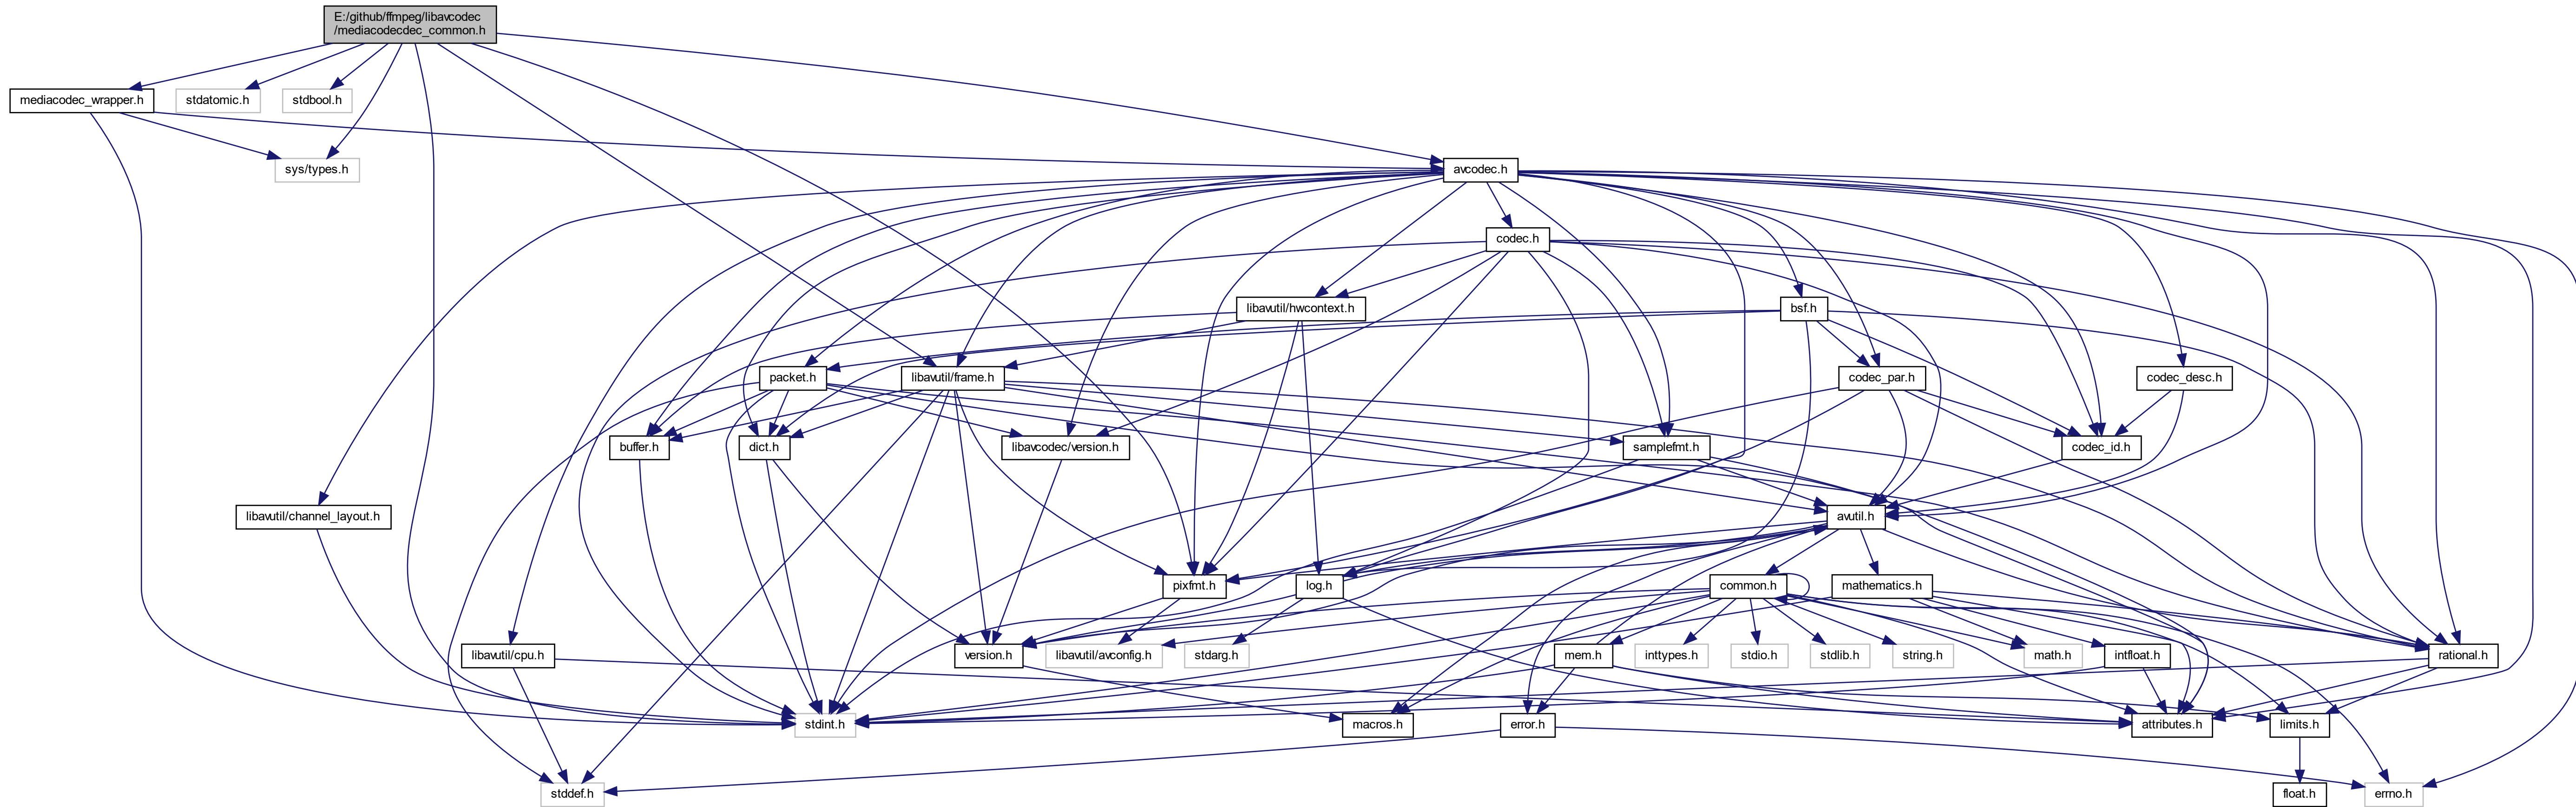 E:/github/ffmpeg/libavcodec
/mediacodecdec_common.h
mediacodec_wrapper.h
stdatomic.h
stdbool.h
sys/types.h
avcodec.h
codec.h
libavutil/hwcontext.h
bsf.h
packet.h
libavutil/frame.h
codec_par.h
codec_desc.h
buffer.h
dict.h
libavcodec/version.h
samplefmt.h
codec_id.h
libavutil/channel_layout.h
avutil.h
pixfmt.h
log.h
common.h
mathematics.h
libavutil/cpu.h
version.h
libavutil/avconfig.h
stdarg.h
mem.h
inttypes.h
stdio.h
stdlib.h
string.h
math.h
intfloat.h
rational.h
stdint.h
macros.h
error.h
attributes.h
limits.h
stddef.h
float.h
errno.h